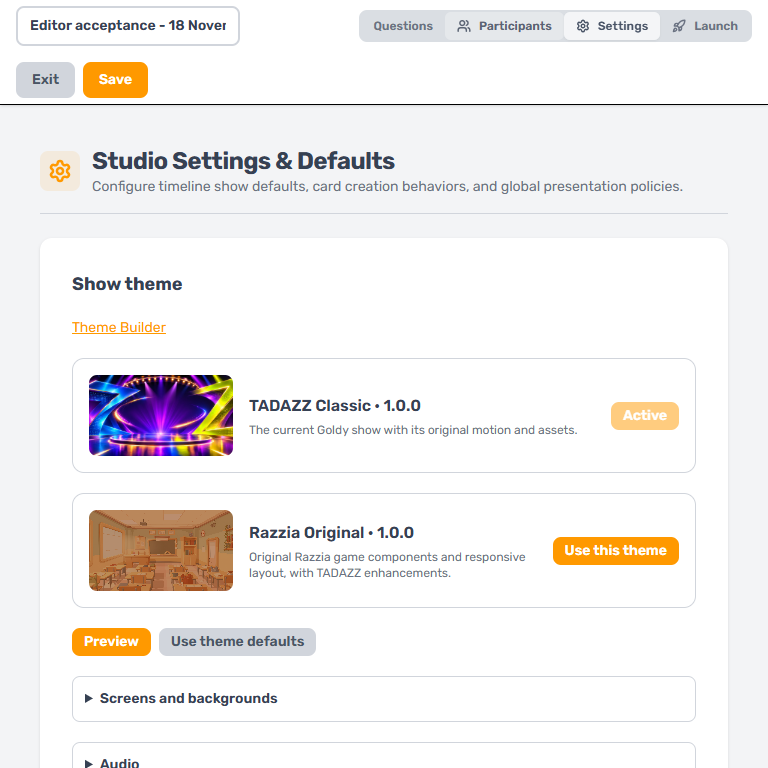 Editor acceptance - 18 Nover
Questions
Participants
Settings
Launch
Exit
Save
Studio Settings & Defaults
Configure timeline show defaults, card creation behaviors, and global presentation policies.
Show theme
Theme Builder
TADAZZ Classic • 1.0.0
The current Goldy show with its original motion and assets.
Active
Razzia Original • 1.0.0
Original Razzia game components and responsive
layout, with TADAZZ enhancements.
Use this theme
Preview
Use theme defaults
Screens and backgrounds
Audio